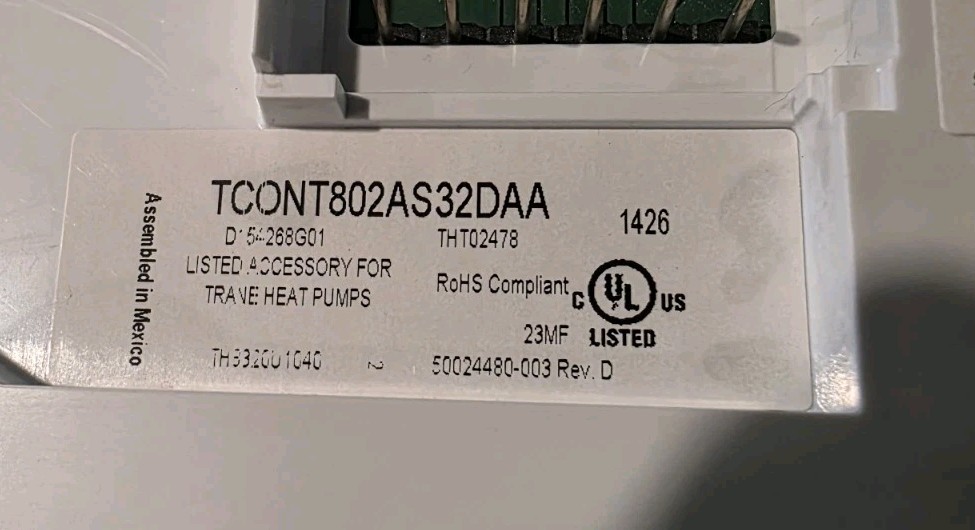 Assembled in Mexico
TCONT802AS32DAA
1426
D154268G01
THT02478
LISTED ACCESSORY FOR
TRANE HEAT PUMPS
RoHS Compliant
C UL US
LISTED
23MF
50024480-003 Rev. D